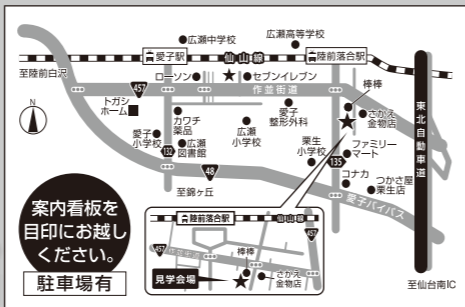 広瀬中学校
広瀬高等学校
愛子駅
仙山線
陸前落合駅
至陸前白沢
ローソン
セブンイレブン
457
作並街道
棒棒
トガシ
ホーム
カワチ
薬品
愛子
整形外科
さかえ
金物店
N
愛子
小学校
広瀬
図書館
広瀬
小学校
栗生
小学校
ファミリー
マート
東北自動車道
132
48
135
コナカ
つかさ屋
栗生店
至錦ヶ丘
愛子バイパス
案内看板を
目印にお越し
ください。
駐車場有
陸前落合駅
仙山線
457
457
作並街道
棒棒
見学会場
さかえ
金物店
至仙台南IC